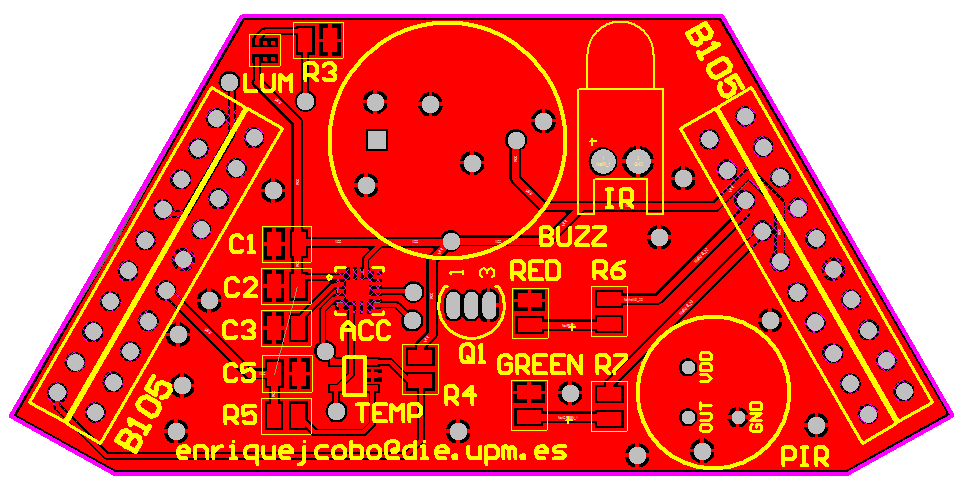 B105
LUM
R3
+
IR
BUZZ
C1
C2
C3
C5
R5
ACC
TEMP
R4
1 3
Q1
RED R6
+
GREEN R7
+
VDD
OUT
GND
PIR
B105
enriquejcobo@die.upm.es